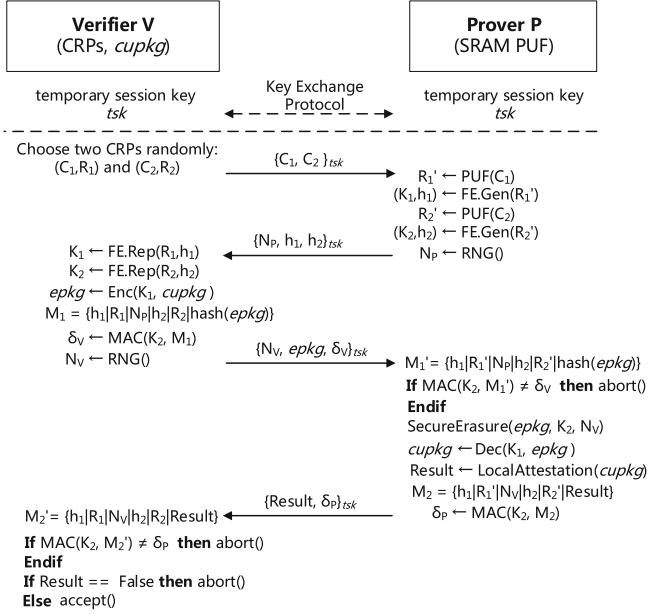 Verifier V
(CRPs, cupkg)
Prover P
(SRAM PUF)
temporary session key
tsk
Key Exchange
Protocol
temporary session key
tsk
Choose two CRPs randomly:
(C₁,R₁) and (C₂,R₂)
{C₁, C₂ }tsk
R₁' ← PUF(C₁)
(K₁,h₁) ← FE.Gen(R₁')
R₂' ← PUF(C₂)
(K₂,h₂) ← FE.Gen(R₂')
{Nₚ, h₁, h₂}tsk
Nₚ ← RNG()
K₁ ← FE.Rep(R₁,h₁)
K₂ ← FE.Rep(R₂,h₂)
epkg ← Enc(K₁, cupkg )
M₁ = {h₁|R₁|Nₚ|h₂|R₂|hash(epkg)}
δᵥ ← MAC(K₂, M₁)
Nᵥ ← RNG()
{Nᵥ, epkg, δᵥ}tsk
M₁'= {h₁|R₁'|Nₚ|h₂|R₂'|hash(epkg)}
If MAC(K₂, M₁') ≠ δᵥ then abort()
Endif
SecureErasure(epkg, K₂, Nᵥ)
cupkg ← Dec(K₁, epkg )
Result ← LocalAttestation(cupkg)
M₂ = {h₁|R₁'|Nᵥ|h₂|R₂'|Result}
δₚ ← MAC(K₂, M₂)
{Result, δₚ}tsk
M₂'= {h₁|R₁|Nᵥ|h₂|R₂|Result}
If MAC(K₂, M₂') ≠ δₚ then abort()
Endif
If Result == False then abort()
Else accept()